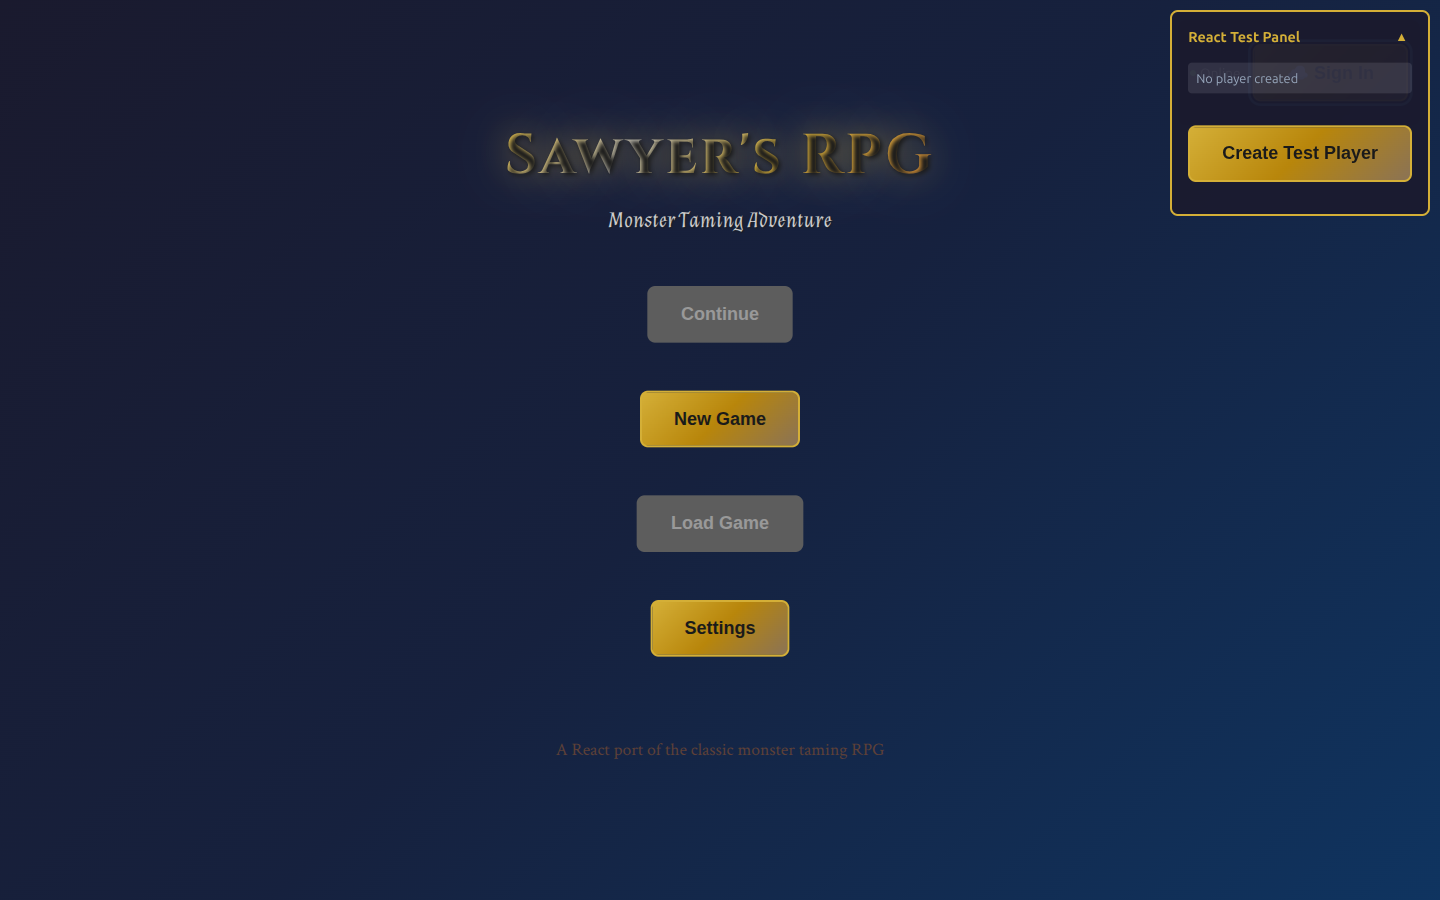 Sawyer's RPG
Monster Taming Adventure
Continue
New Game
Load Game
Settings
A React port of the classic monster taming RPG
React Test Panel ▲
No player created
Sign In
Create Test Player